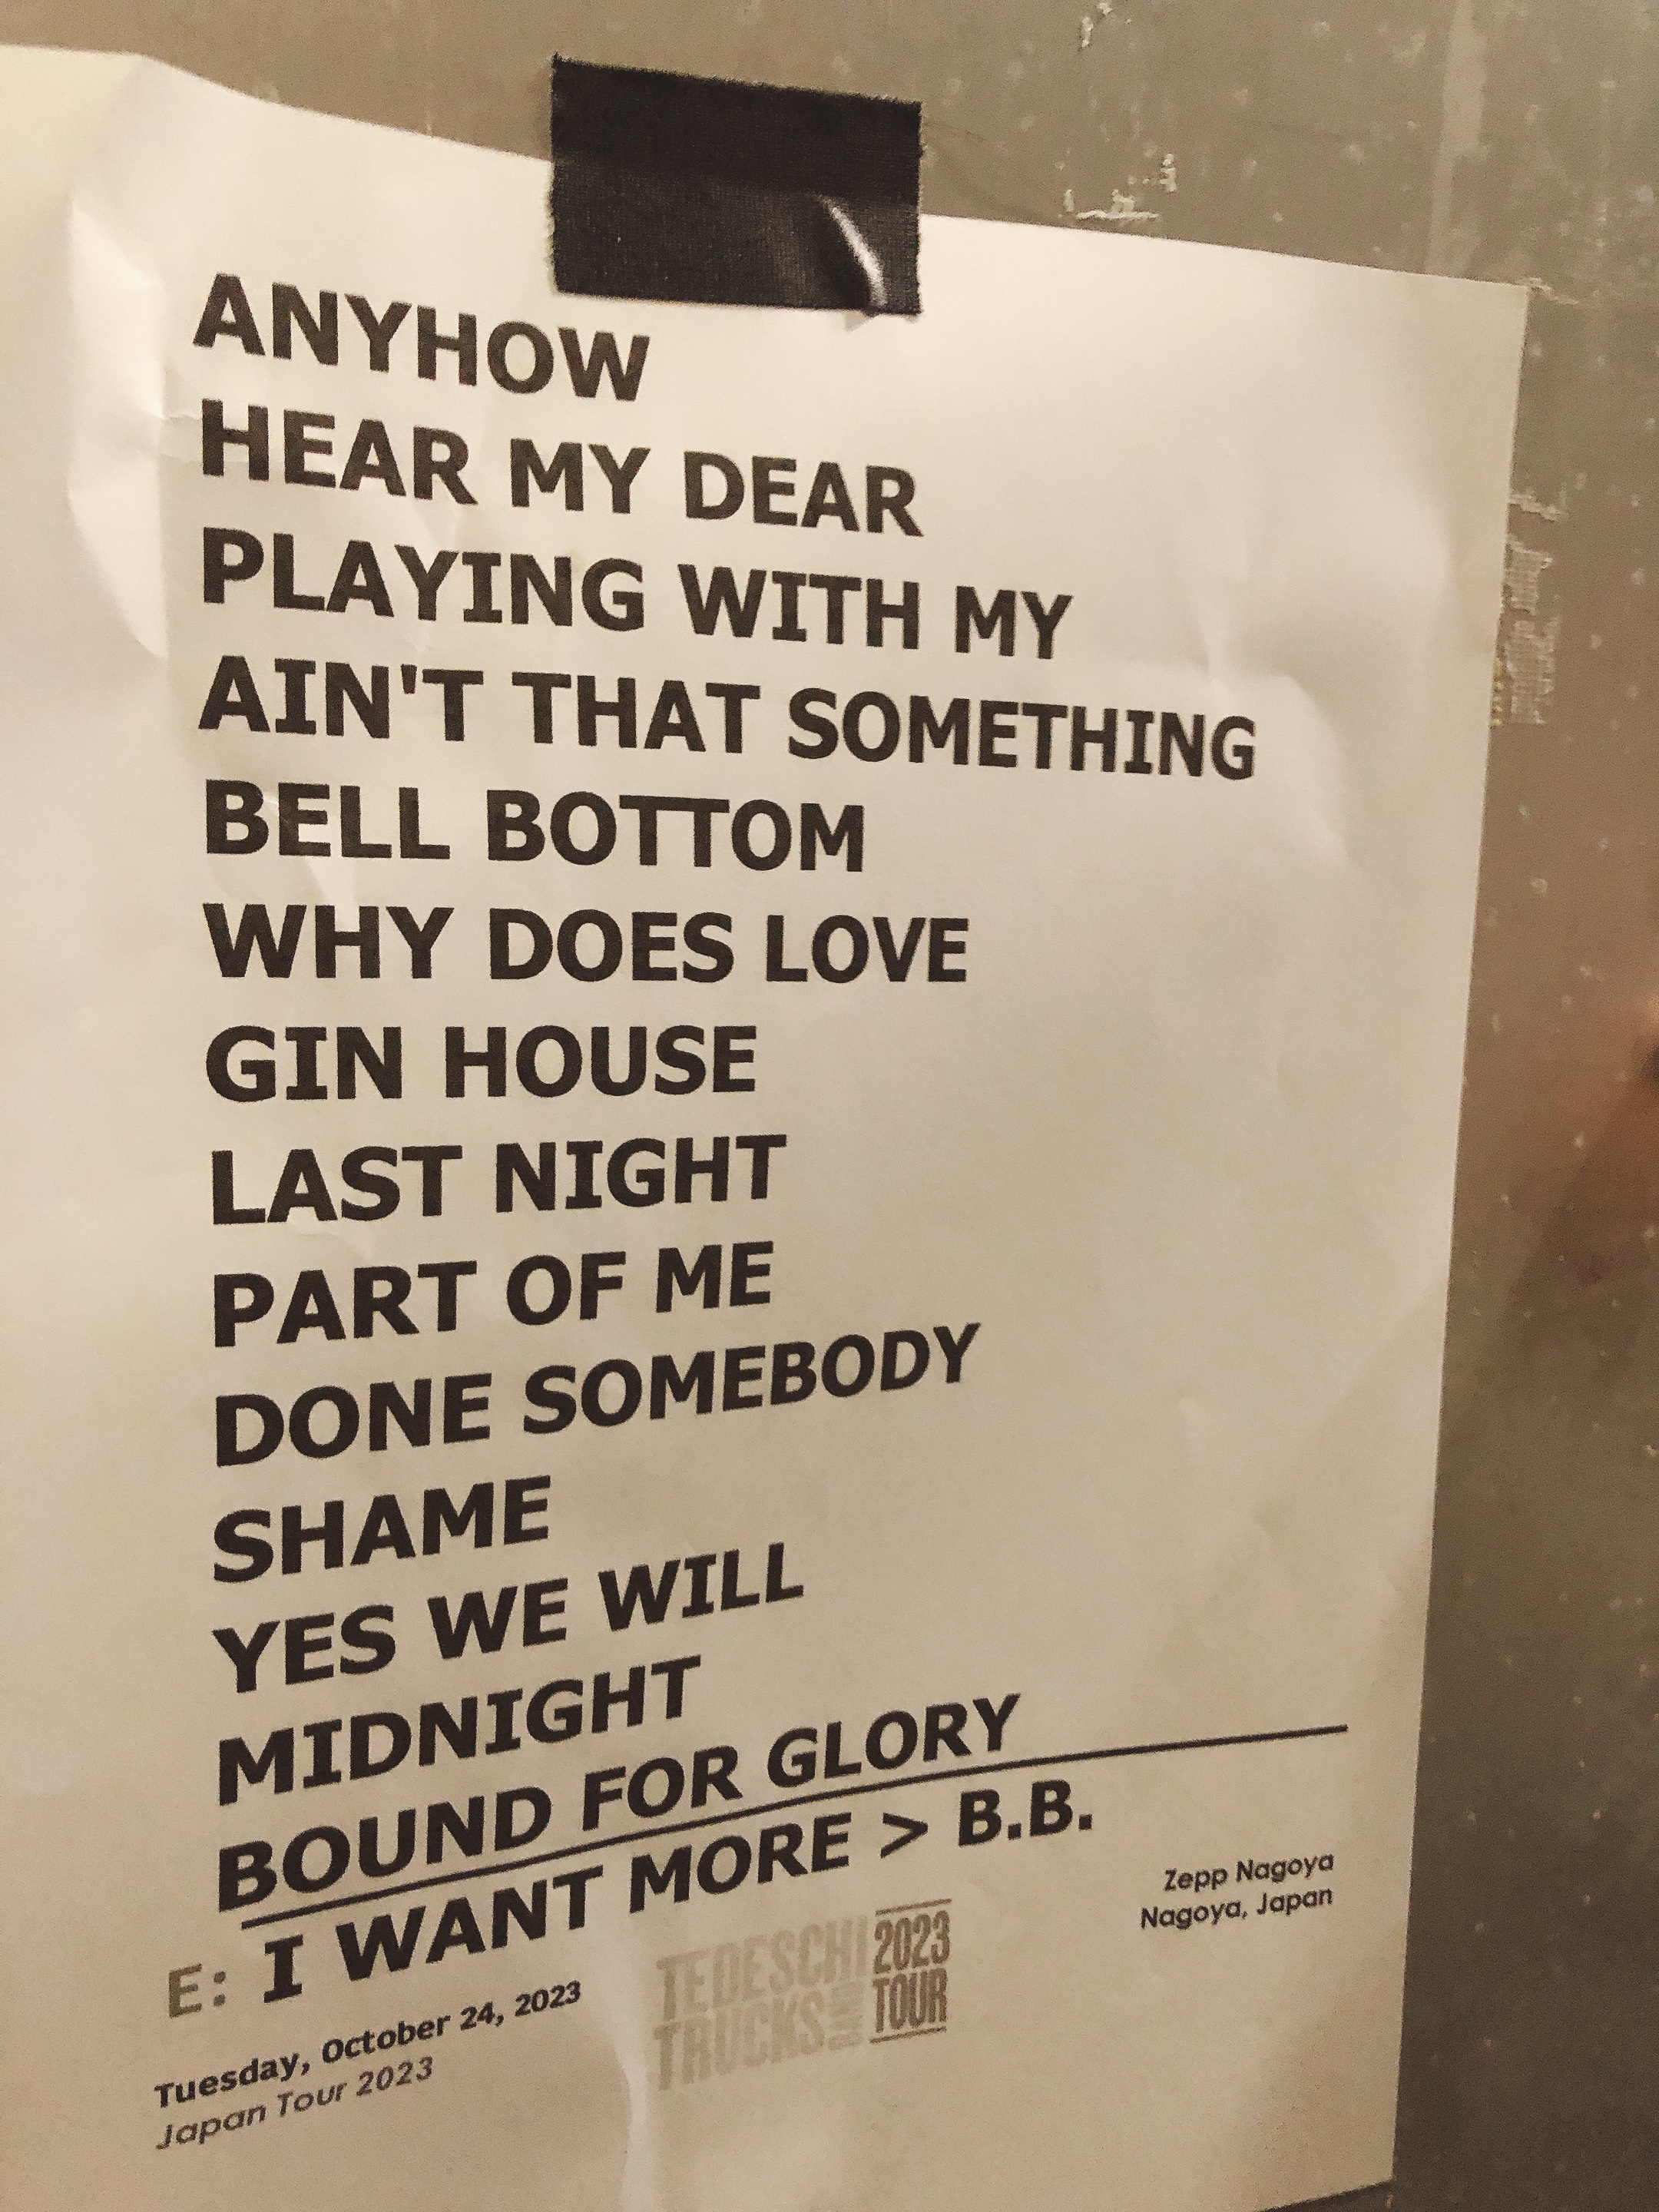 ANYHOW
HEAR MY DEAR
PLAYING WITH MY
AIN'T THAT SOMETHING
BELL BOTTOM
WHY DOES LOVE
GIN HOUSE
LAST NIGHT
PART OF ME
DONE SOMEBODY
SHAME
YES WE WILL
MIDNIGHT
BOUND FOR GLORY
E: I WANT MORE > B.B.
Zepp Nagoya
Nagoya, Japan
Tuesday, October 24, 2023
Japan Tour 2023
TEDESCHI
TRUCKS BAND
2023
TOUR